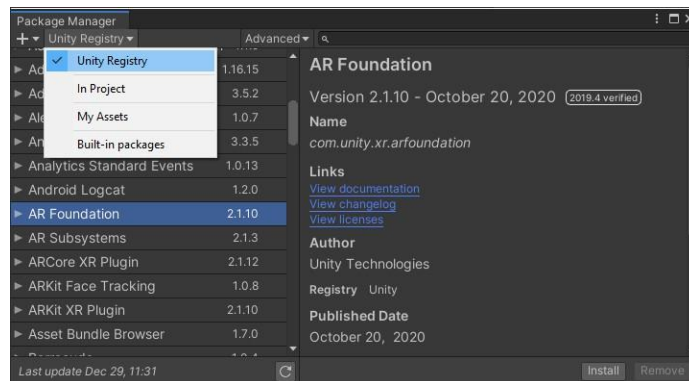 Package Manager
+ Unity Registry Advanced
Unity Registry
In Project
My Assets
Built-in packages
Ad 1.16.15
Ad 3.5.2
Ale 1.0.7
An 3.3.5
Analytics Standard Events 1.0.13
Android Logcat 1.2.0
AR Foundation 2.1.10
AR Subsystems 2.1.3
ARCore XR Plugin 2.1.12
ARKit Face Tracking 1.0.8
ARKit XR Plugin 2.1.10
Asset Bundle Browser 1.7.0
Last update Dec 29, 11:31
AR Foundation
Version 2.1.10 - October 20, 2020 2019.4 verified
Name
com.unity.xr.arfoundation
Links
View documentation
View changelog
View licenses
Author
Unity Technologies
Registry Unity
Published Date
October 20, 2020
Install Remove